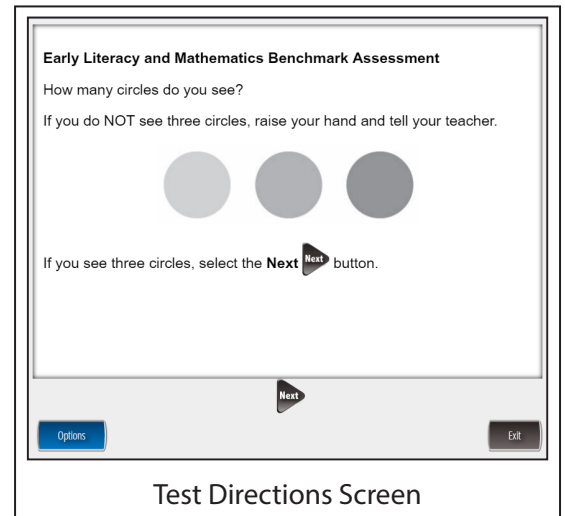 Early Literacy and Mathematics Benchmark Assessment
How many circles do you see?
If you do NOT see three circles, raise your hand and tell your teacher.
If you see three circles, select the Next Next button.
Next
Options
Exit
Test Directions Screen